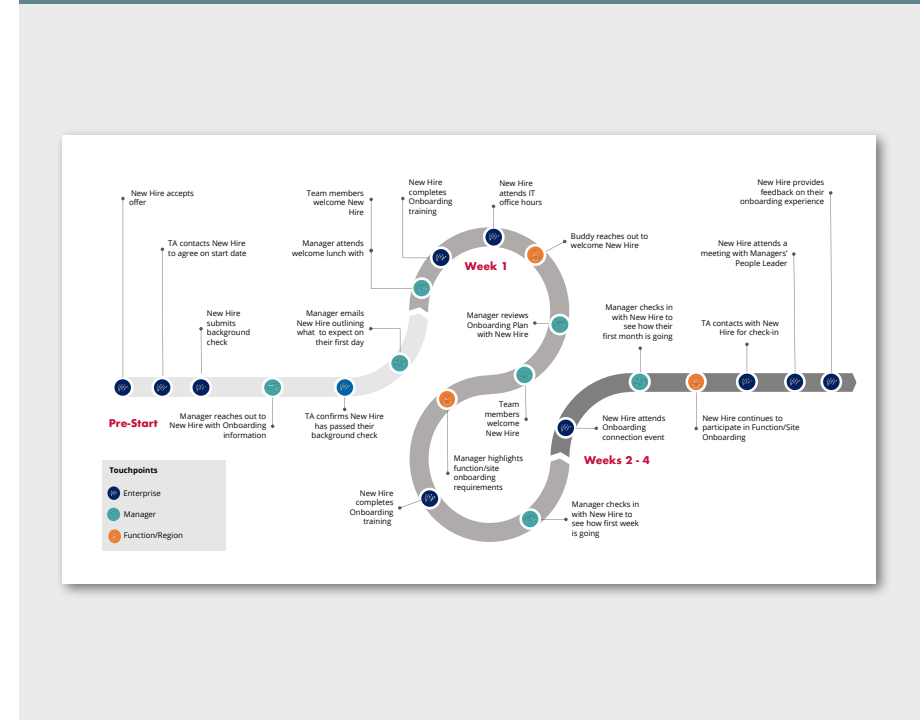 New Hire accepts
offer
TA contacts New Hire
to agree on start date
New Hire
submits
background
check
Pre-Start
Manager reaches out to
New Hire with Onboarding
information
TA confirms New Hire
has passed their
background check
Manager emails
New Hire outlining
what to expect on
their first day
Team members
welcome New
Hire
Manager attends
welcome lunch with
New Hire
completes
Onboarding
training
New Hire
attends IT
office hours
Week 1
Buddy reaches out to
welcome New Hire
Manager reviews
Onboarding Plan
with New Hire
Team
members
welcome
New Hire
Manager highlights
function/site
onboarding
requirements
New Hire
completes
Onboarding
training
Manager checks in
with New Hire to
see how first week
is going
Weeks 2 - 4
New Hire attends
Onboarding
connection event
Manager checks in
with New Hire to
see how their
first month is going
New Hire continues to
participate in Function/Site
Onboarding
TA contacts with New
Hire for check-in
New Hire attends a
meeting with Managers'
People Leader
New Hire provides
feedback on their
onboarding experience
Touchpoints
Enterprise
Manager
Function/Region